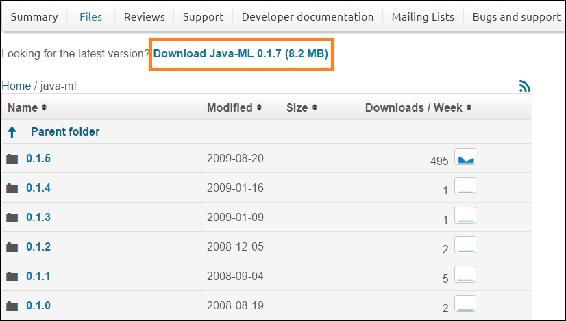 Summary Files Reviews Support Developer documentation Mailing Lists Bugs and support
Looking for the latest version? Download Java-ML 0.1.7 (8.2 MB)
Home / java-ml
Name Modified Size Downloads / Week
Parent folder
0.1.5 2009-08-20 495
0.1.4 2009-01-16 1
0.1.3 2009-01-09 1
0.1.2 2008-12-05 2
0.1.1 2008-09-04 5
0.1.0 2008-08-19 2